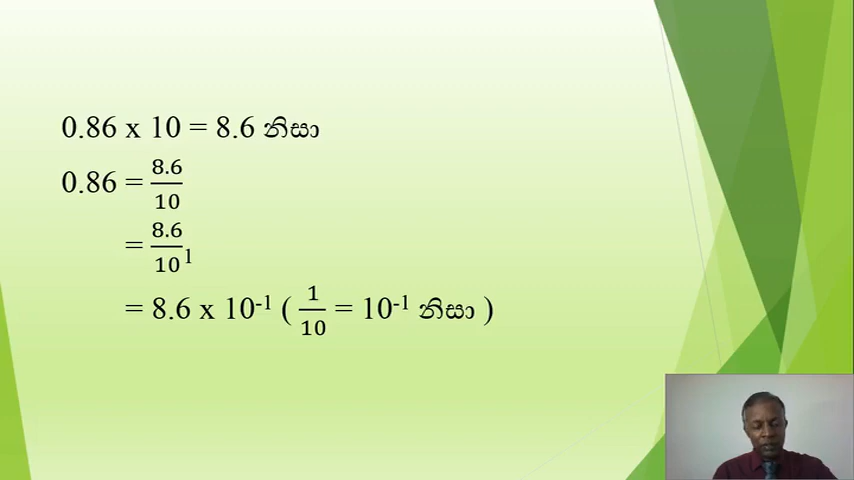 0.86 x 10 = 8.6 නිසා
0.86 = 8.6/10
= 8.6/10¹
= 8.6 x 10⁻¹ ( 1/10 = 10⁻¹ නිසා )